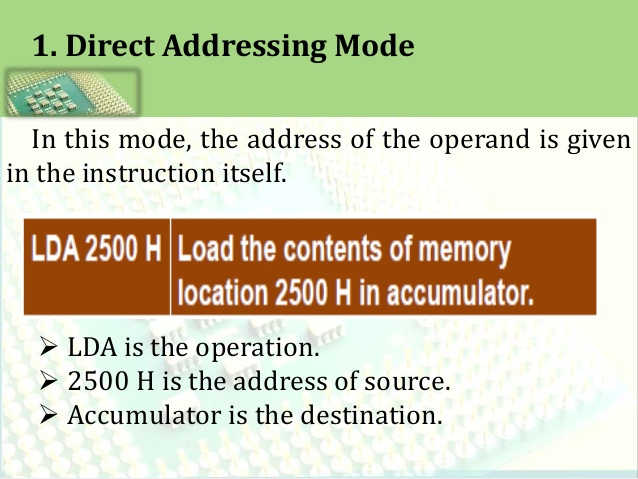 1. Direct Addressing Mode
In this mode, the address of the operand is given
in the instruction itself.
LDA 2500 H Load the contents of memory
location 2500 H in accumulator.
➢ LDA is the operation.
➢ 2500 H is the address of source.
➢ Accumulator is the destination.